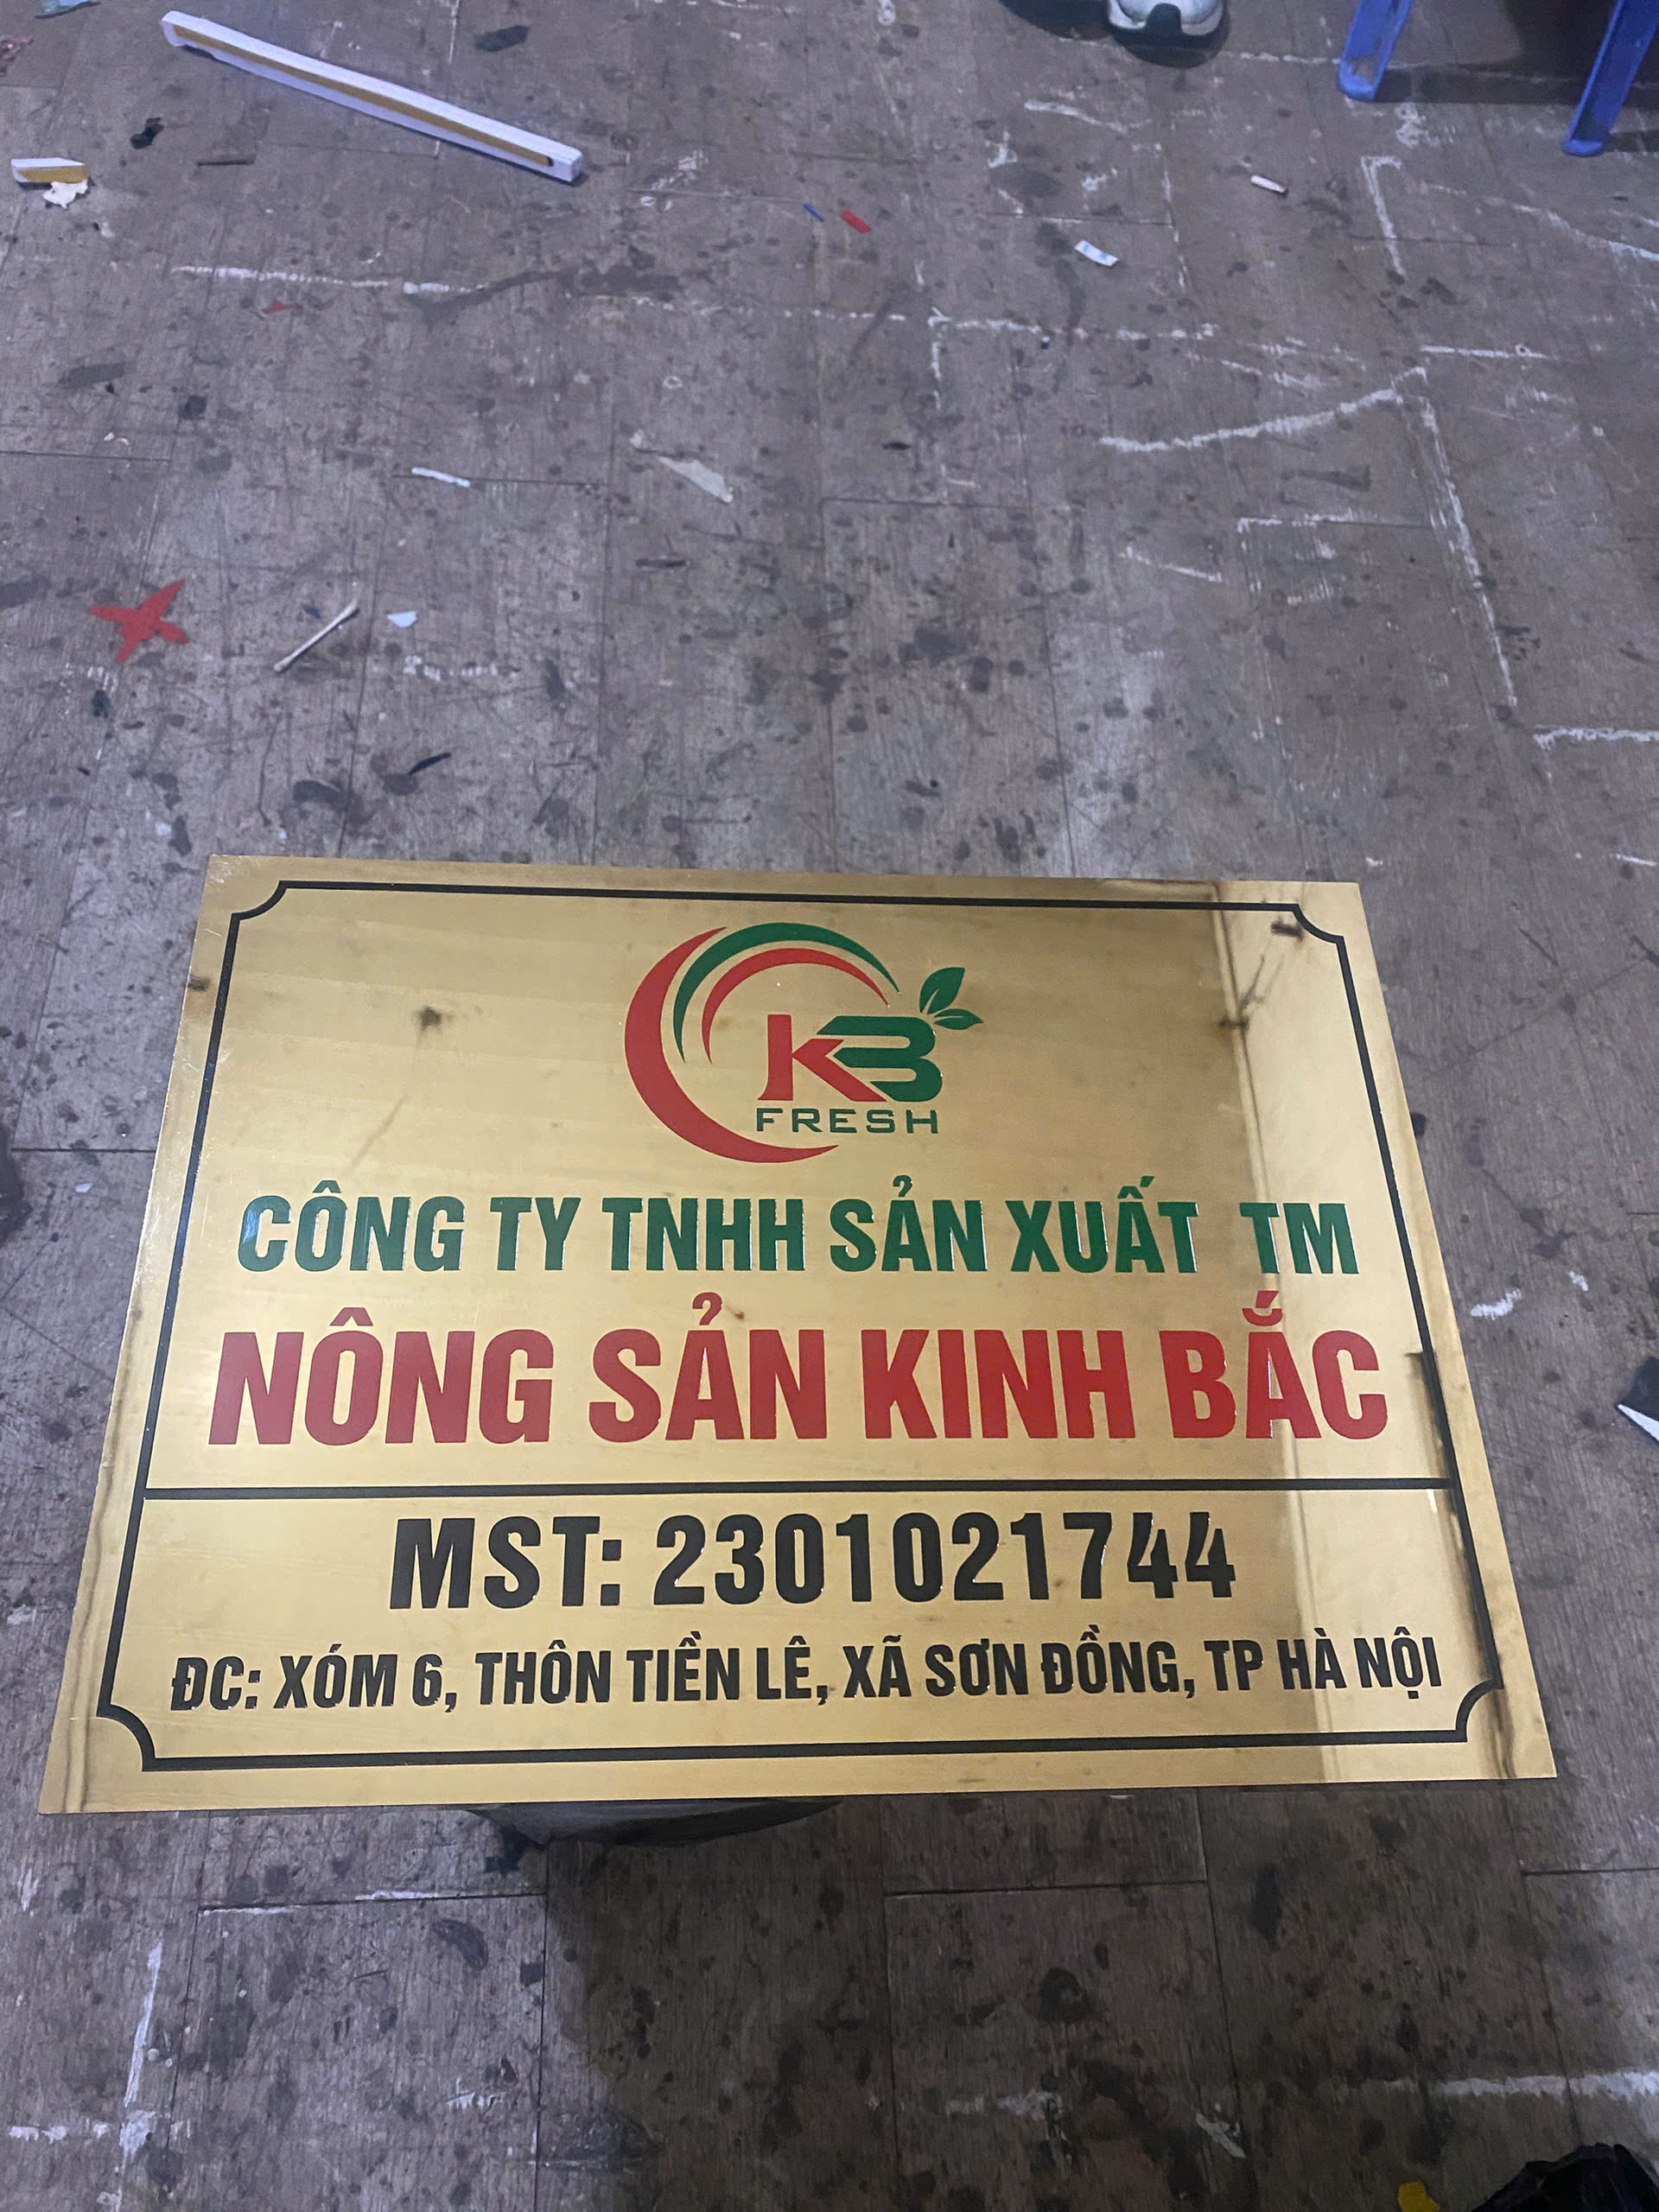 KB
FRESH
CÔNG TY TNHH SẢN XUẤT TM
NÔNG SẢN KINH BẮC
MST: 2301021744
ĐC: XÓM 6, THÔN TIỀN LÊ, XÃ SƠN ĐỒNG, TP HÀ NỘI